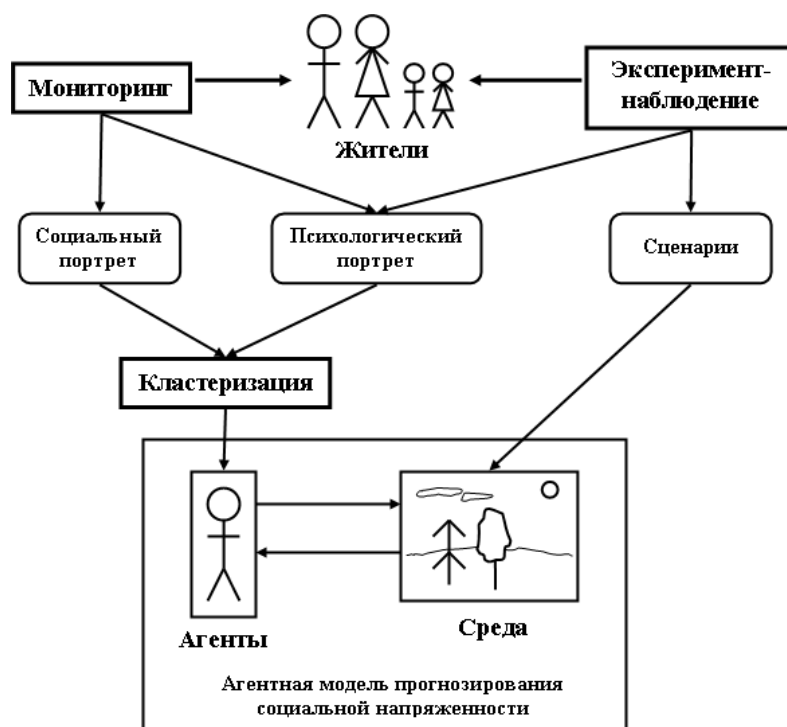 Мониторинг
Эксперимент-
наблюдение
Жители
Социальный
портрет
Психологический
портрет
Сценарии
Кластеризация
Агенты
Среда
Агентная модель прогнозирования
социальной напряженности